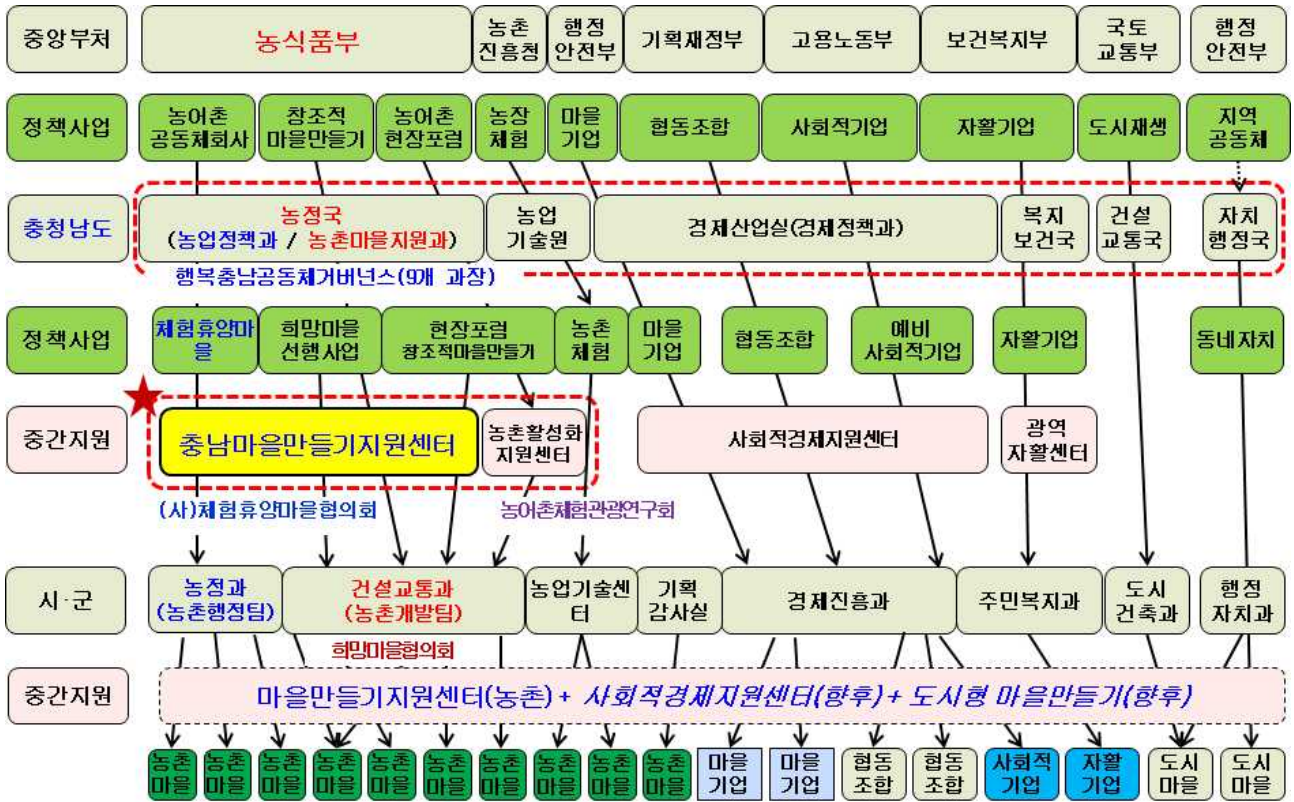 중앙부처
농식품부
농촌
진흥청
행정
안전부
기획재정부
고용노동부
보건복지부
국토
교통부
행정
안전부
정책사업
농어촌
공동체회사
창조적
마을만들기
농어촌
현장포럼
농장
체험
마을
기업
협동조합
사회적기업
자활기업
도시재생
지역
공동체
충청남도
농정국
(농업정책과 / 농촌마을지원과)
농업
기술원
경제산업실(경제정책과)
복지
보건국
건설
교통국
자치
행정국
행복충남공동체거버넌스(9개 과장)
정책사업
체험휴양마
을
희망마을
선행사업
현장포럼
창조적마을만들기
농촌
체험
마을
기업
협동조합
예비
사회적기업
자활기업
동네자치
중간지원
충남마을만들기지원센터
농촌활성화
지원센터
사회적경제지원센터
광역
자활센터
(사)체험휴양마을협의회
농어촌체험관광연구회
시·군
농정과
(농촌행정팀)
건설교통과
(농촌개발팀)
농업기술센
터
기획
감사실
경제진흥과
주민복지과
도시
건축과
행정
자치과
희망마을협의회
중간지원
마을만들기지원센터(농촌) + 사회적경제지원센터(향후) + 도시형 마을만들기(향후)
농촌
마을
농촌
마을
농촌
마을
농촌
마을
농촌
마을
농촌
마을
농촌
마을
농촌
마을
농촌
마을
농촌
마을
마을
기업
마을
기업
협동
조합
협동
조합
사회적
기업
자활
기업
도시
마을
도시
마을